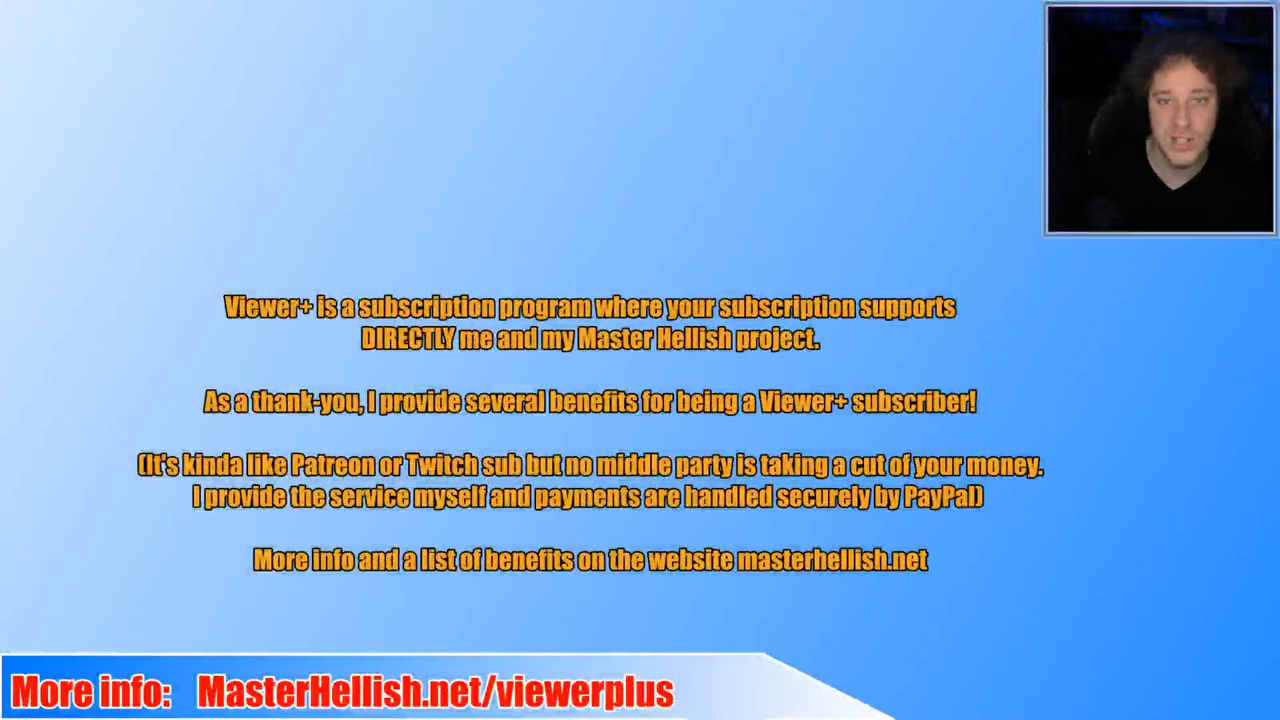 Viewer+ is a subscription program where your subscription supports
DIRECTLY me and my Master Hellish project.
As a thank-you, I provide several benefits for being a Viewer+ subscriber!
(It's kinda like Patreon or Twitch sub but no middle party is taking a cut of your money.
I provide the service myself and payments are handled securely by PayPal)
More info and a list of benefits on the website masterhellish.net
More info: MasterHellish.net/viewerplus